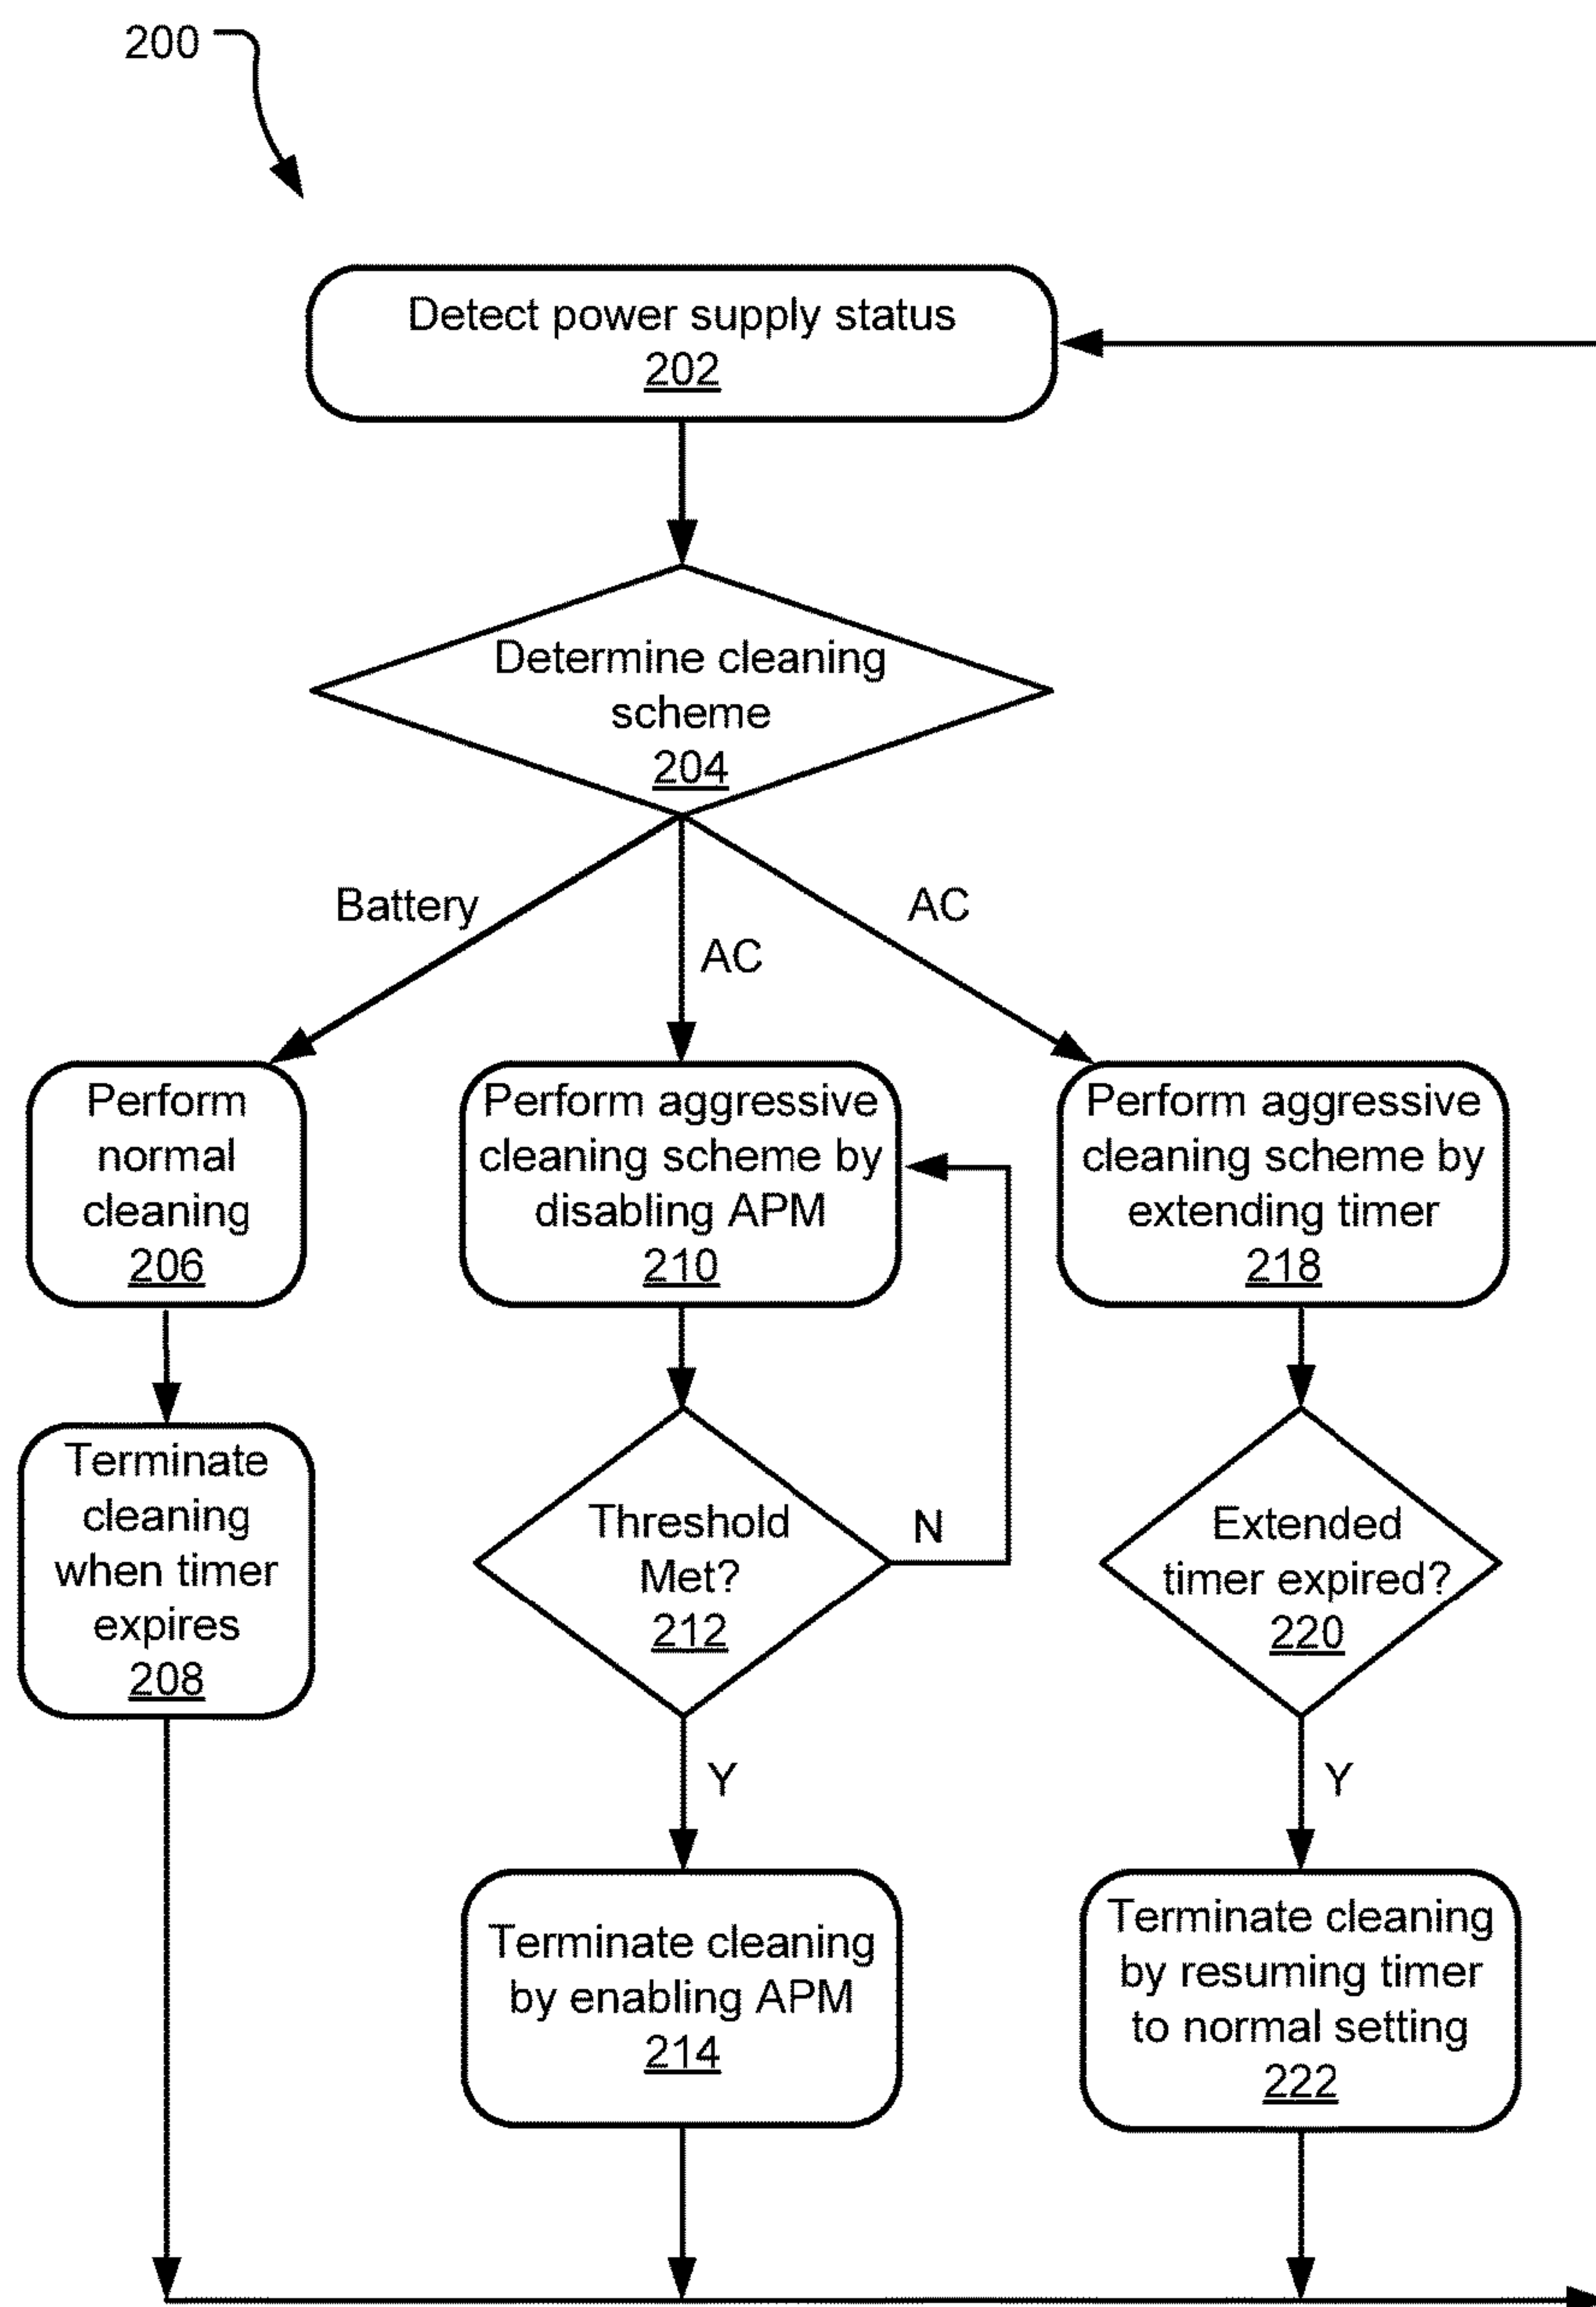 200
Detect power supply status
202
Determine cleaning
scheme
204
Battery
AC
AC
Perform
normal
cleaning
206
Perform aggressive
cleaning scheme by
disabling APM
210
Perform aggressive
cleaning scheme by
extending timer
218
Terminate
cleaning
when timer
expires
208
Threshold
Met?
212
N
Extended
timer expired?
220
Y
Y
Terminate cleaning
by enabling APM
214
Terminate cleaning
by resuming timer
to normal setting
222